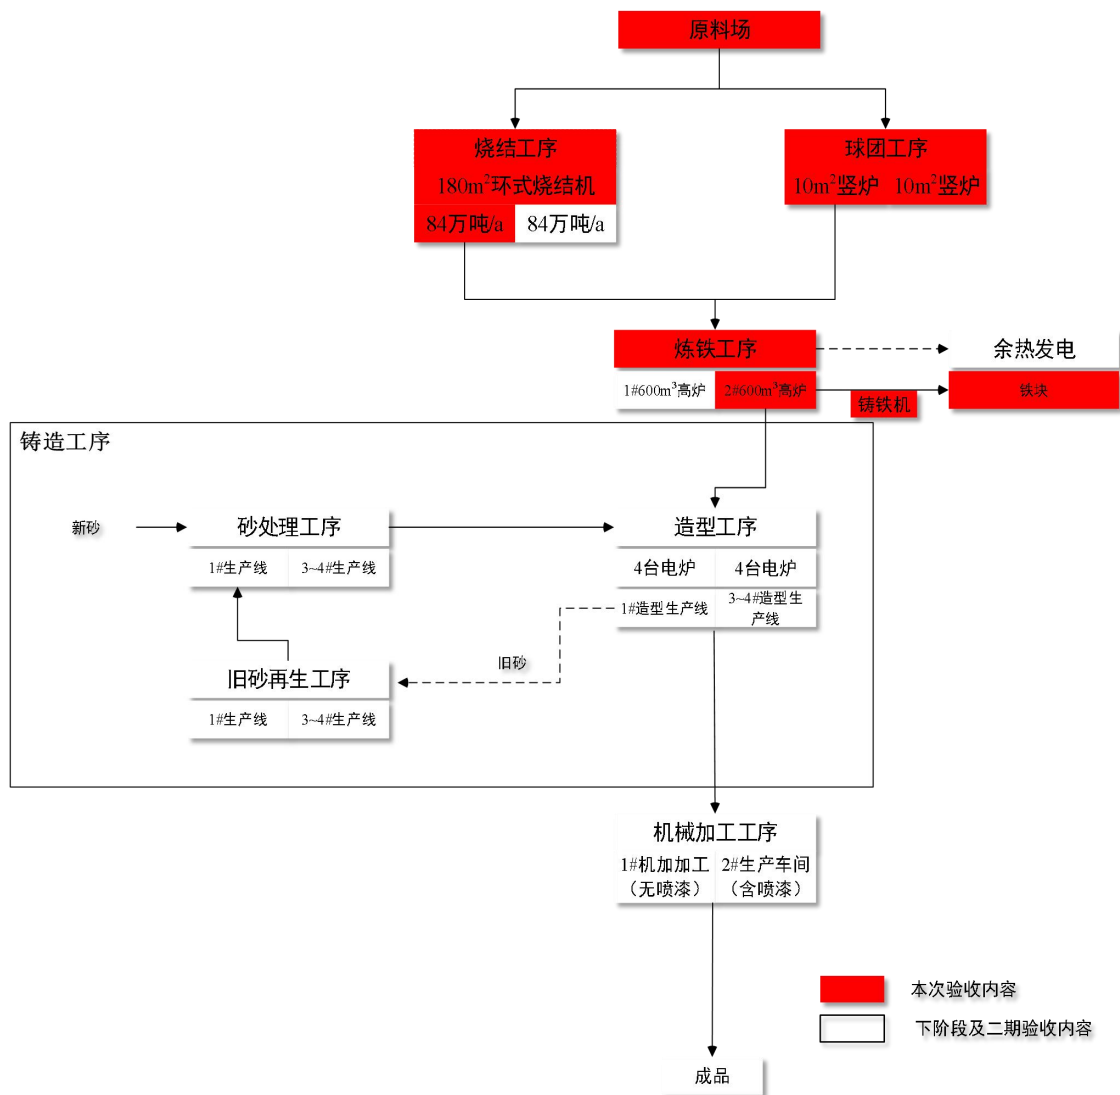 原料场
烧结工序
180m²环式烧结机
84万吨/a
84万吨/a
球团工序
10m²竖炉 10m²竖炉
炼铁工序
1#600m³高炉
2#600m³高炉
余热发电
铸铁机
铁块
铸造工序
新砂
砂处理工序
1#生产线
3~4#生产线
造型工序
4台电炉
4台电炉
1#造型生产线
3~4#造型生
产线
旧砂
旧砂再生工序
1#生产线
3~4#生产线
机械加工工序
1#机加加工
（无喷漆）
2#生产车间
（含喷漆）
本次验收内容
下阶段及二期验收内容
成品